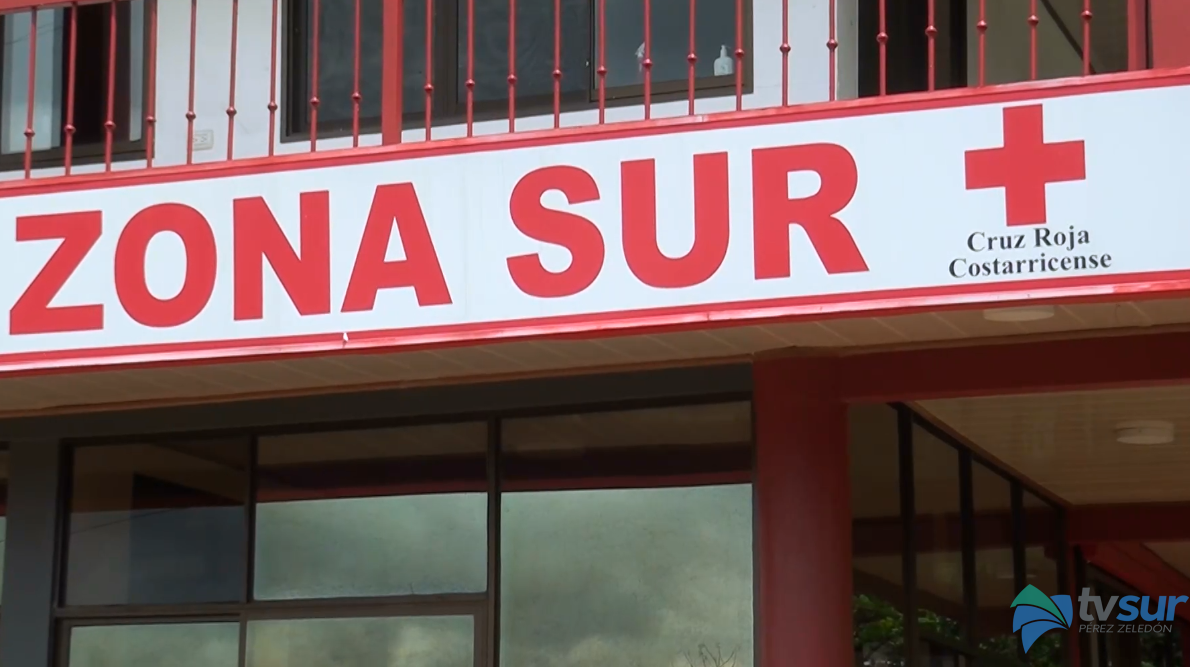 ZONA SUR
Cruz Roja
Costarricense
tvsur
PÉREZ ZELEDÓN